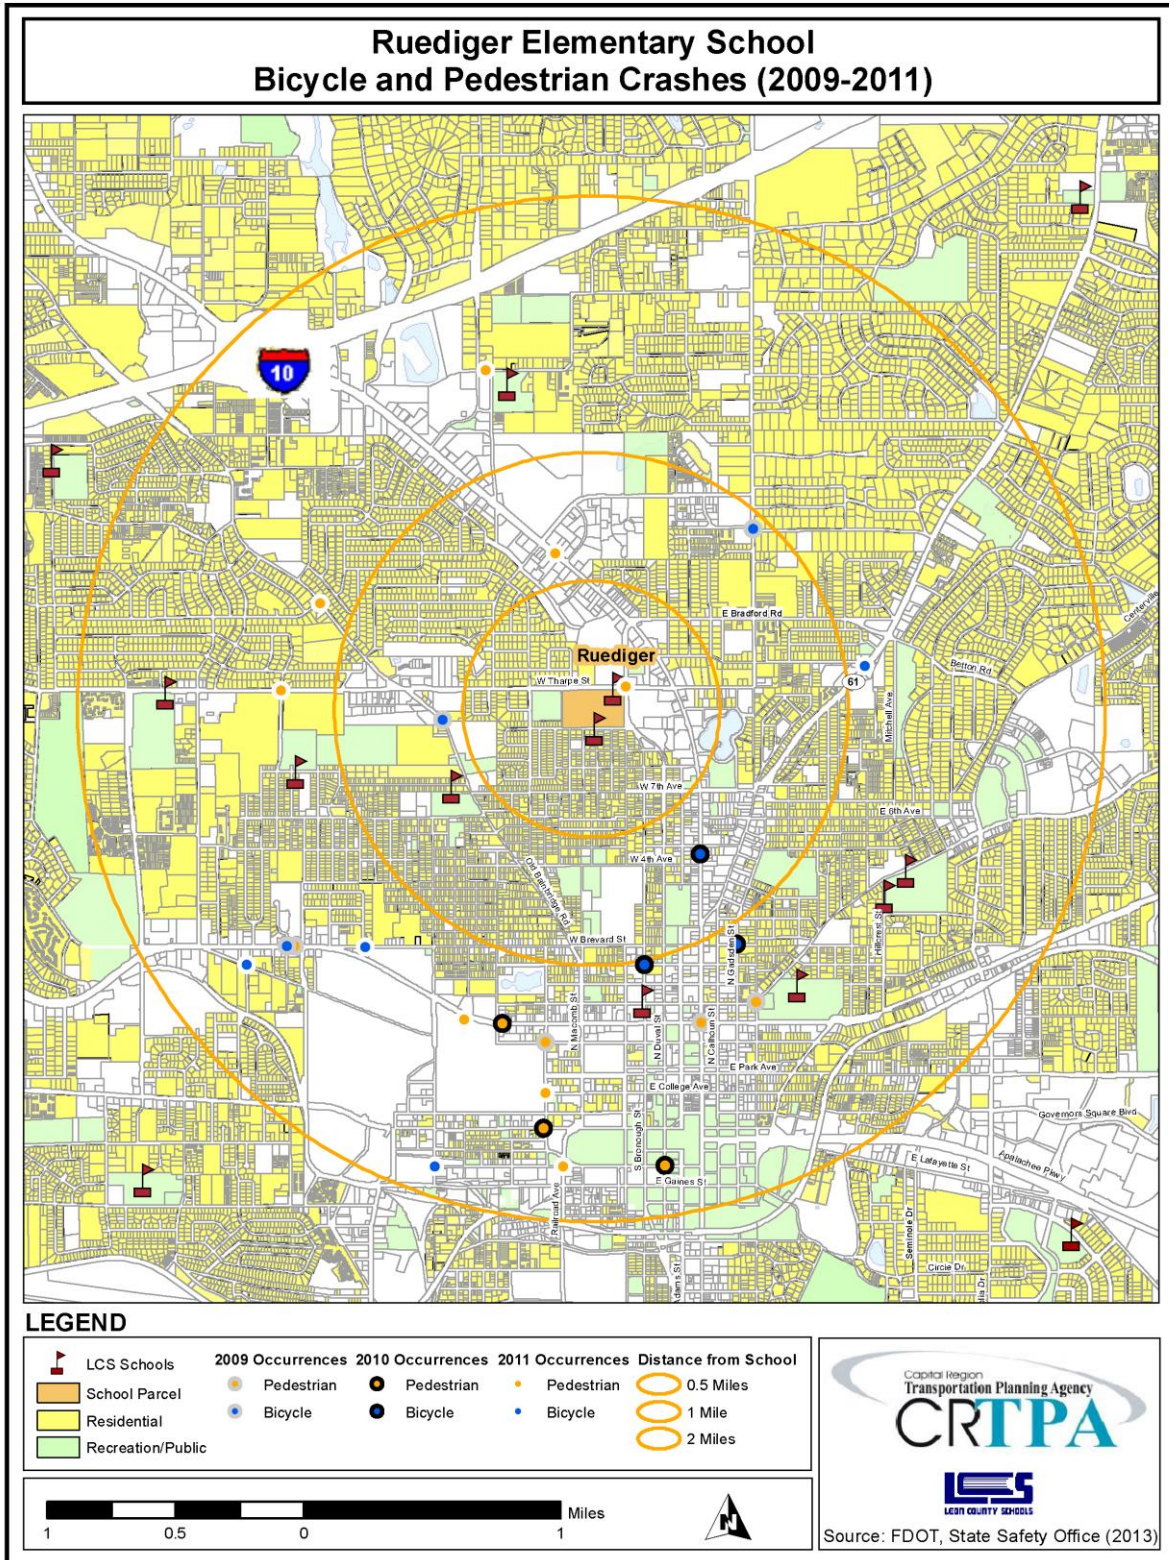 Ruediger Elementary School
Bicycle and Pedestrian Crashes (2009-2011)
10
E Bradford Rd
Centerville
Ruediger
Betton Rd
W Tharpe St
61
Mitchell Ave
W 7th Ave
E 6th Ave
W 4th Ave
Old Bainbridge Rd
Hillcrest St
W Brevard St
N Gadsden St
N Macomb St
N Duval St
N Calhoun St
E Park Ave
E College Ave
Governors Square Blvd
S Bronough St
E Lafayette St
Apalachee Pkwy
E Gaines St
Railroad Ave
Seminole Dr
Circle Dr
Adams St
LEGEND
LCS Schools
School Parcel
Residential
Recreation/Public
2009 Occurrences
Pedestrian
Bicycle
2010 Occurrences
Pedestrian
Bicycle
2011 Occurrences
Pedestrian
Bicycle
Distance from School
0.5 Miles
1 Mile
2 Miles
Miles
1 0.5 0 1
N
Capital Region
Transportation Planning Agency
CRTPA
LCS
LEON COUNTY SCHOOLS
Source: FDOT, State Safety Office (2013)